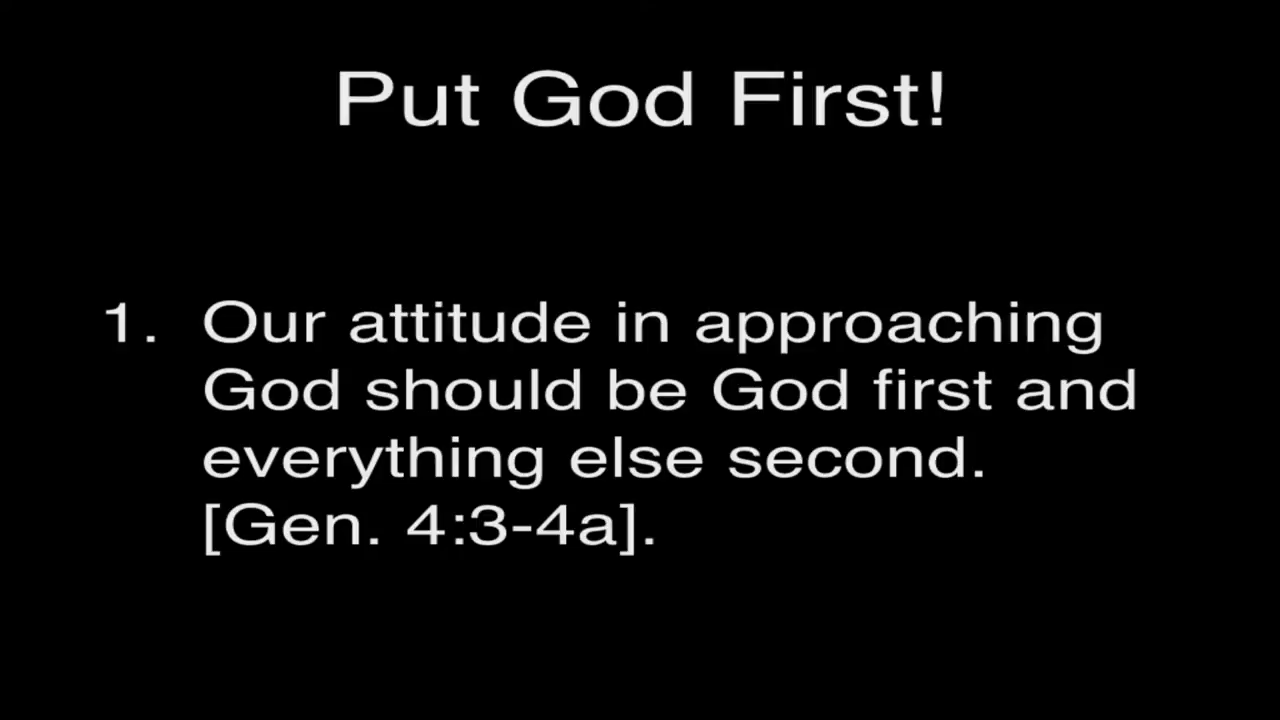 Put God First!
1. Our attitude in approaching
God should be God first and
everything else second.
[Gen. 4:3-4a].